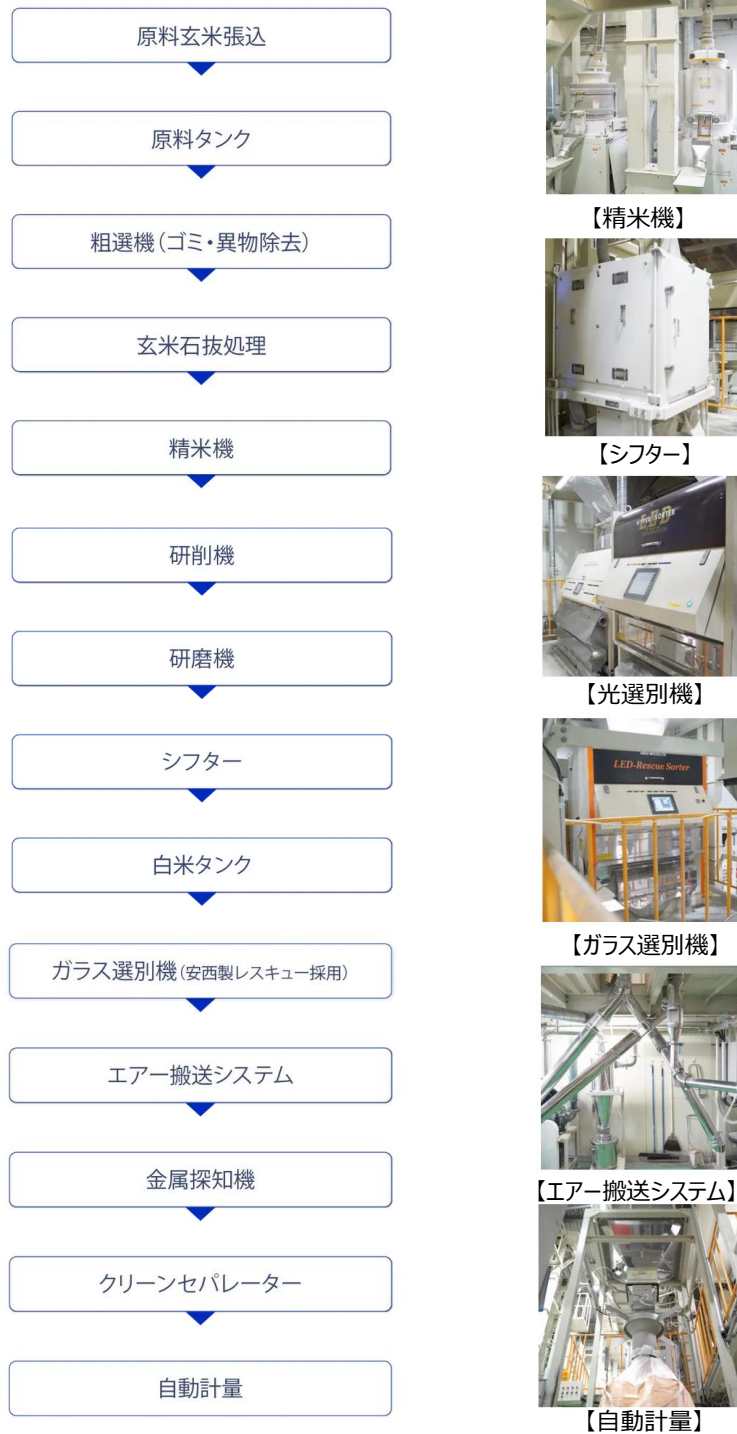 原料玄米張込
原料タンク
粗選機(ゴミ・異物除去)
玄米石抜処理
精米機
研削機
研磨機
シフター
白米タンク
ガラス選別機(安西製レスキュー採用)
エアー搬送システム
金属探知機
クリーンセパレーター
自動計量
【精米機】
【シフター】
LED
HYPER SORTER
【光選別機】
LED-Rescue Sorter
【ガラス選別機】
【エアー搬送システム】
【自動計量】